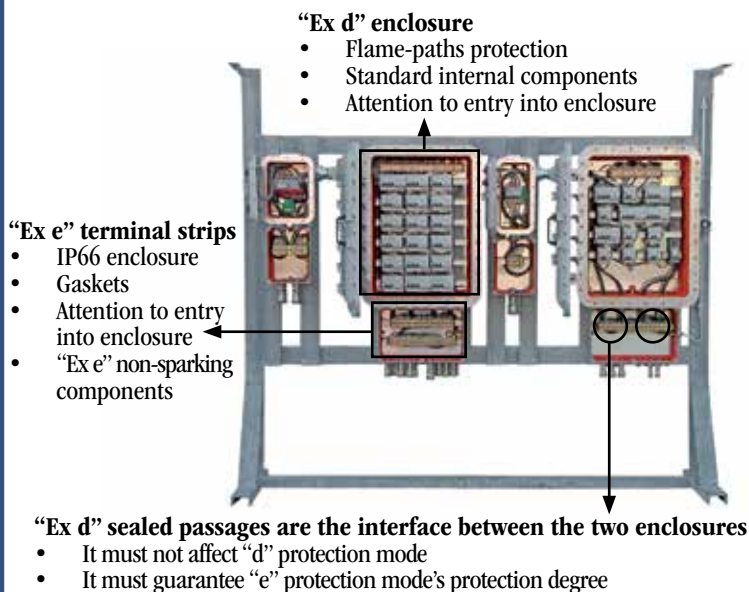 “Ex d” enclosure
• Flame-paths protection
• Standard internal components
• Attention to entry into enclosure
“Ex e” terminal strips
• IP66 enclosure
• Gaskets
• Attention to entry
into enclosure
• “Ex e” non-sparking
components
“Ex d” sealed passages are the interface between the two enclosures
• It must not affect “d” protection mode
• It must guarantee “e” protection mode’s protection degree